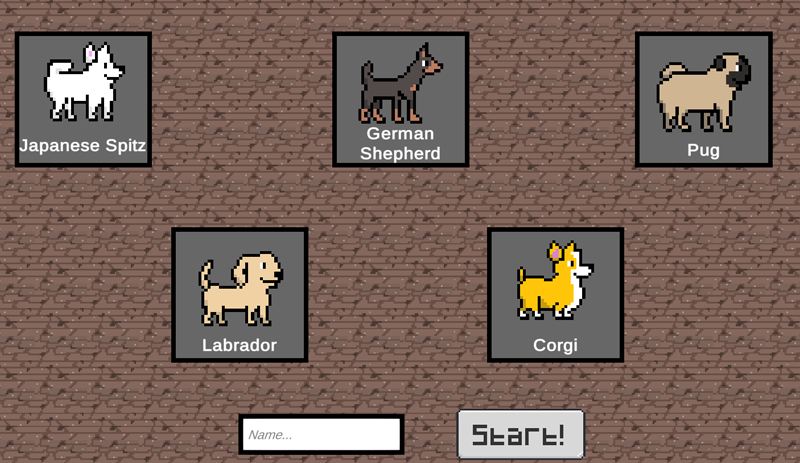 Japanese Spitz
German
Shepherd
Pug
Labrador
Corgi
Name...
Start!